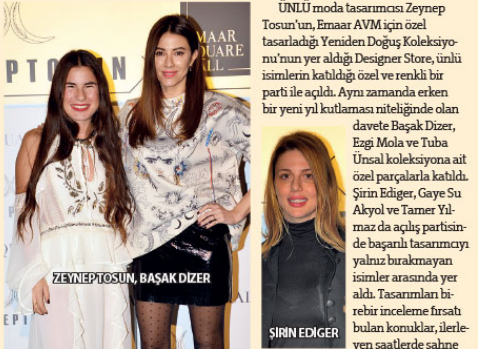 ÜNLÜ moda tasarımcısı Zeynep
Tosun'un, Emaar AVM için özel
tasarladığı Yeniden Doğuş Koleksiyo-
nu'nun yer aldığı Designer Store, ünlü
isimlerin katıldığı özel ve renkli bir
parti ile açıldı. Aynı zamanda erken
bir yeni yıl kutlaması niteliğinde olan
davete Başak Dizer,
Ezgi Mola ve Tuba
Ünsal koleksiyona ait
özel parçalarla katıldı.
Şirin Ediger, Gaye Su
Akyol ve Tamer Yıl-
maz da açılış partisin-
de başarılı tasarımcıyı
yalnız bırakmayan
isimler arasında yer
aldı. Tasarımları bi-
rebir inceleme fırsatı
bulan konuklar, ilerle-
yen saatlerde sahne
EMAAR
SQUARE
MALL
EPTOSUN
EPT
ZEYNEP TOSUN, BAŞAK DİZER
ŞİRİN EDİGER